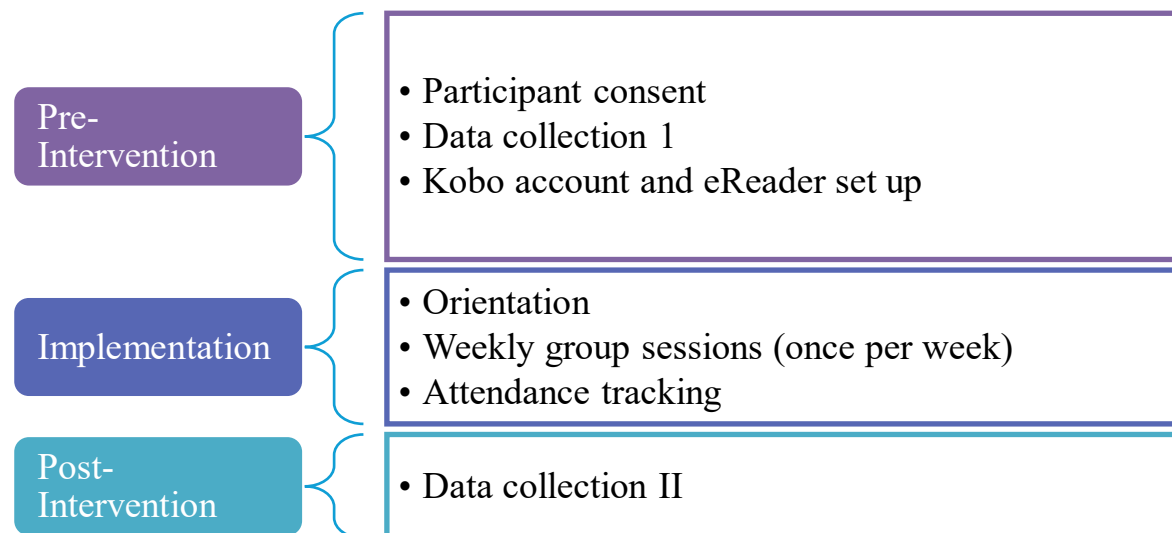 Pre-
Intervention
• Participant consent
• Data collection 1
• Kobo account and eReader set up
Implementation
• Orientation
• Weekly group sessions (once per week)
• Attendance tracking
Post-
Intervention
• Data collection II